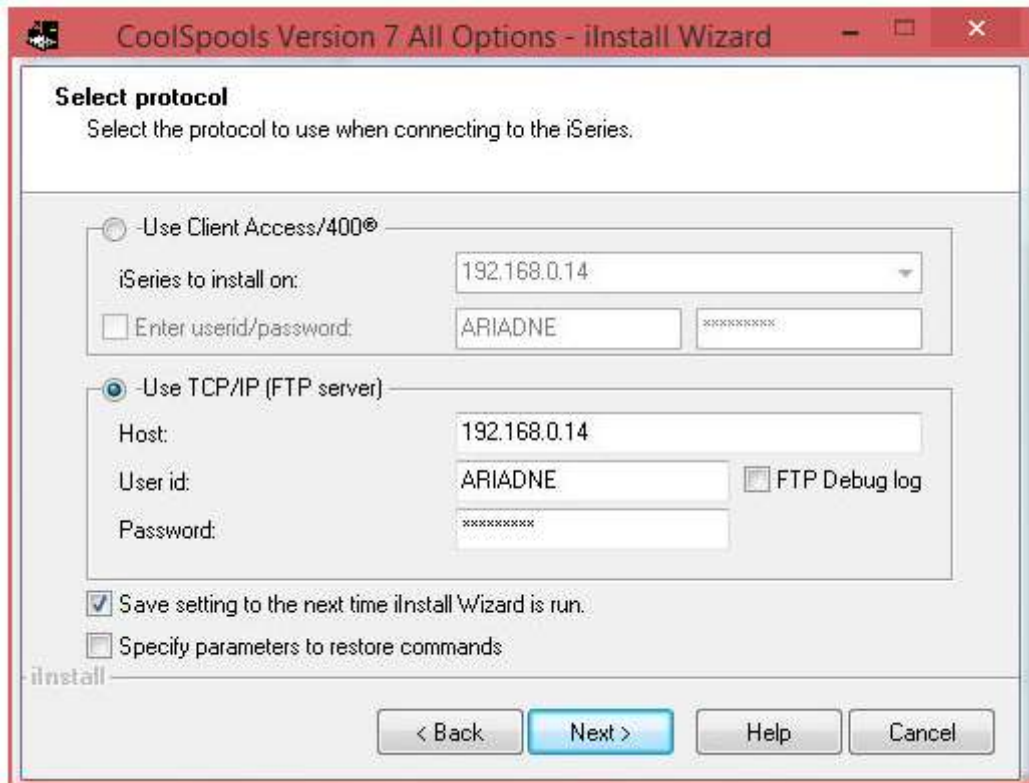 CoolSpools Version 7 All Options - iInstall Wizard
Select protocol
Select the protocol to use when connecting to the iSeries.
-Use Client Access/400®
iSeries to install on:
192.168.0.14
Enter userid/password:
ARIADNE
*********
-Use TCP/IP (FTP server)
Host:
192.168.0.14
User id:
ARIADNE
FTP Debug log
Password:
*********
Save setting to the next time iInstall Wizard is run.
Specify parameters to restore commands
iInstall
< Back
Next >
Help
Cancel